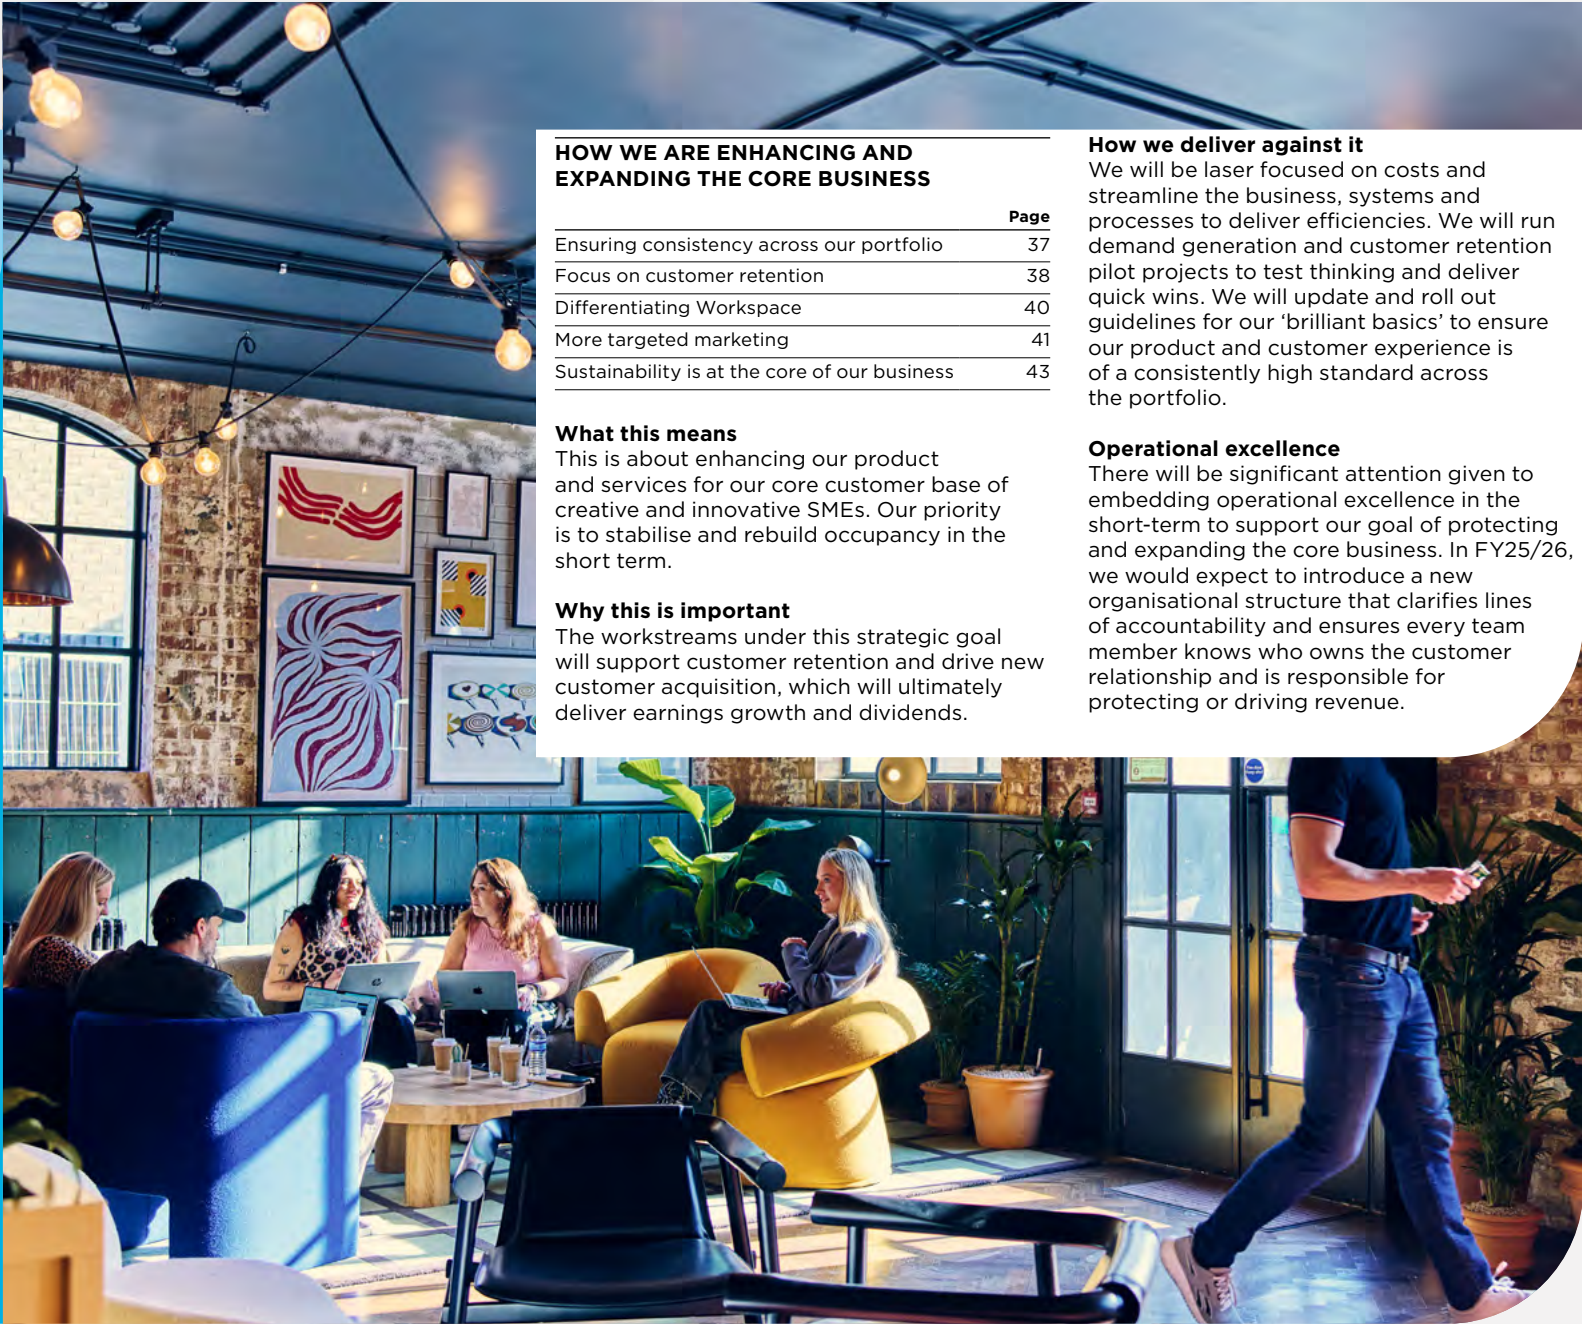 HOW WE ARE ENHANCING AND
EXPANDING THE CORE BUSINESS
Page
Ensuring consistency across our portfolio 37
Focus on customer retention 38
Differentiating Workspace 40
More targeted marketing 41
Sustainability is at the core of our business 43
What this means
This is about enhancing our product
and services for our core customer base of
creative and innovative SMEs. Our priority
is to stabilise and rebuild occupancy in the
short term.
Why this is important
The workstreams under this strategic goal
will support customer retention and drive new
customer acquisition, which will ultimately
deliver earnings growth and dividends.
How we deliver against it
We will be laser focused on costs and
streamline the business, systems and
processes to deliver efficiencies. We will run
demand generation and customer retention
pilot projects to test thinking and deliver
quick wins. We will update and roll out
guidelines for our ‘brilliant basics’ to ensure
our product and customer experience is
of a consistently high standard across
the portfolio.
Operational excellence
There will be significant attention given to
embedding operational excellence in the
short-term to support our goal of protecting
and expanding the core business. In FY25/26,
we would expect to introduce a new
organisational structure that clarifies lines
of accountability and ensures every team
member knows who owns the customer
relationship and is responsible for
protecting or driving revenue.